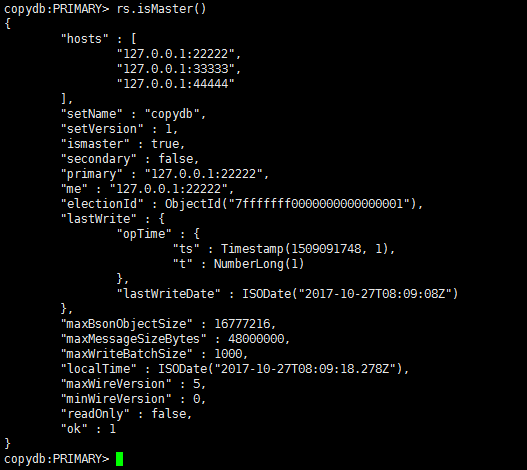 copydb:PRIMARY> rs.isMaster()
{
        "hosts" : [
                "127.0.0.1:22222",
                "127.0.0.1:33333",
                "127.0.0.1:44444"
        ],
        "setName" : "copydb",
        "setVersion" : 1,
        "ismaster" : true,
        "secondary" : false,
        "primary" : "127.0.0.1:22222",
        "me" : "127.0.0.1:22222",
        "electionId" : ObjectId("7fffffff0000000000000001"),
        "lastWrite" : {
                "opTime" : {
                        "ts" : Timestamp(1509091748, 1),
                        "t" : NumberLong(1)
                },
                "lastWriteDate" : ISODate("2017-10-27T08:09:08Z")
        },
        "maxBsonObjectSize" : 16777216,
        "maxMessageSizeBytes" : 48000000,
        "maxWriteBatchSize" : 1000,
        "localTime" : ISODate("2017-10-27T08:09:18.278Z"),
        "maxWireVersion" : 5,
        "minWireVersion" : 0,
        "readOnly" : false,
        "ok" : 1
}
copydb:PRIMARY>